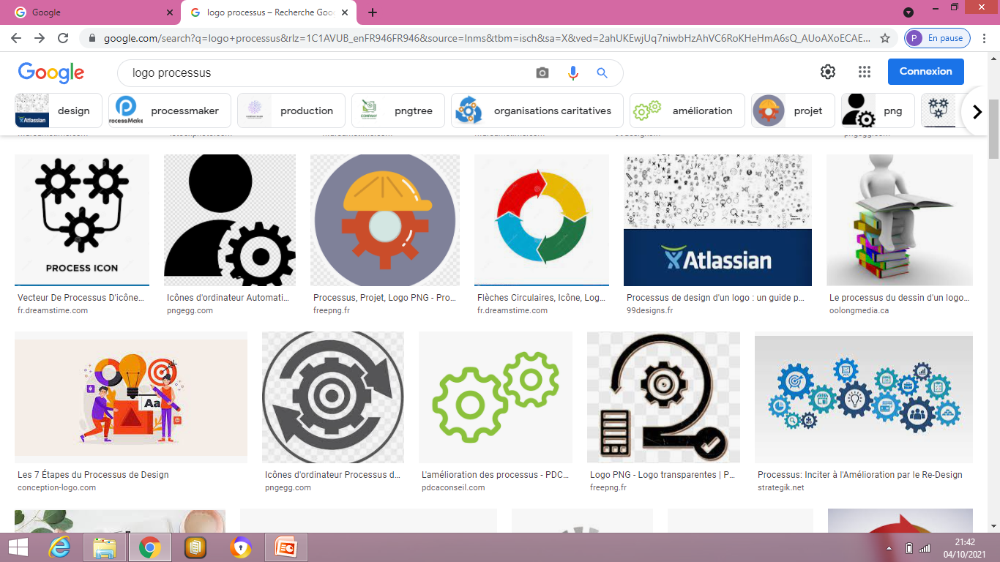 Google
logo processus – Recherche Goo
google.com/search?q=logo+processus&rlz=1C1AVUB_enFR946FR946&source=lnms&tbm=isch&sa=X&ved=2ahUKEwjUq7niwbHzAhVC6RoKHeHmA6sQ_AUoAXoECAE...
P En pause
Google
logo processus
Connexion
Atlassian
design
processmaker
production
pngtree
organisations caritatives
amélioration
projet
png
PROCESS ICON
Atlassian
Vecteur De Processus D'icône...
fr.dreamstime.com
Icônes d'ordinateur Automati...
pngegg.com
Processus, Projet, Logo PNG - Pro...
freepng.fr
Flèches Circulaires, Icône, Log...
fr.dreamstime.com
Processus de design d'un logo : un guide p...
99designs.fr
Le processus du dessin d'un logo...
oolongmedia.ca
Aa
Les 7 Étapes du Processus de Design
conception-logo.com
Icônes d'ordinateur Processus d...
pngegg.com
L'amélioration des processus - PDC...
pdcaconseil.com
Logo PNG - Logo transparentes | P...
freepng.fr
Processus: Inciter à l'Amélioration par le Re-Design
strategik.net
21:42
04/10/2021